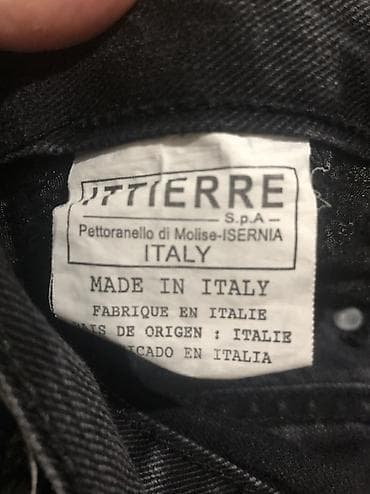 ITTIERRE
S.p.A
Pettoranello di Molise-ISERNIA
ITALY
MADE IN ITALY
FABRIQUE EN ITALIE
DE ORIGEN : ITALIE
EN ITALIA